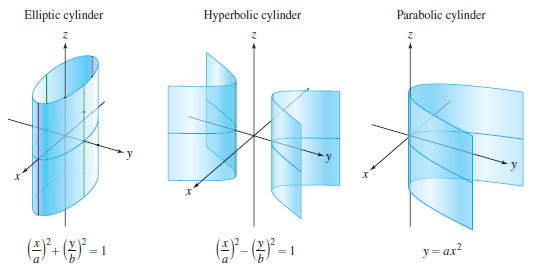 Elliptic cylinder
z
y
x
(x/a)² + (y/b)² = 1
Hyperbolic cylinder
z
y
x
(x/a)² − (y/b)² = 1
Parabolic cylinder
z
y
x
y = ax²